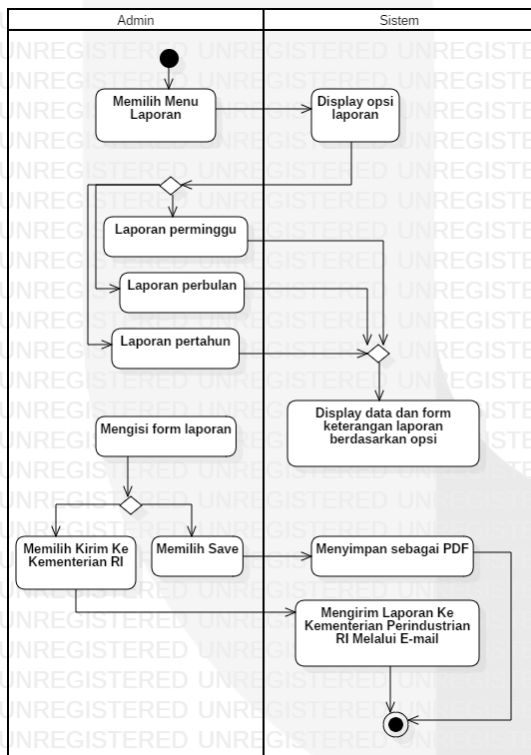 Admin
Sistem
Memilih Menu
Laporan
Display opsi
laporan
Laporan perminggu
Laporan perbulan
Laporan pertahun
Display data dan form
keterangan laporan
berdasarkan opsi
Mengisi form laporan
Memilih Kirim Ke
Kementerian RI
Memilih Save
Menyimpan sebagai PDF
Mengirim Laporan Ke
Kementerian Perindustrian
RI Melalui E-mail
UNREGISTERED